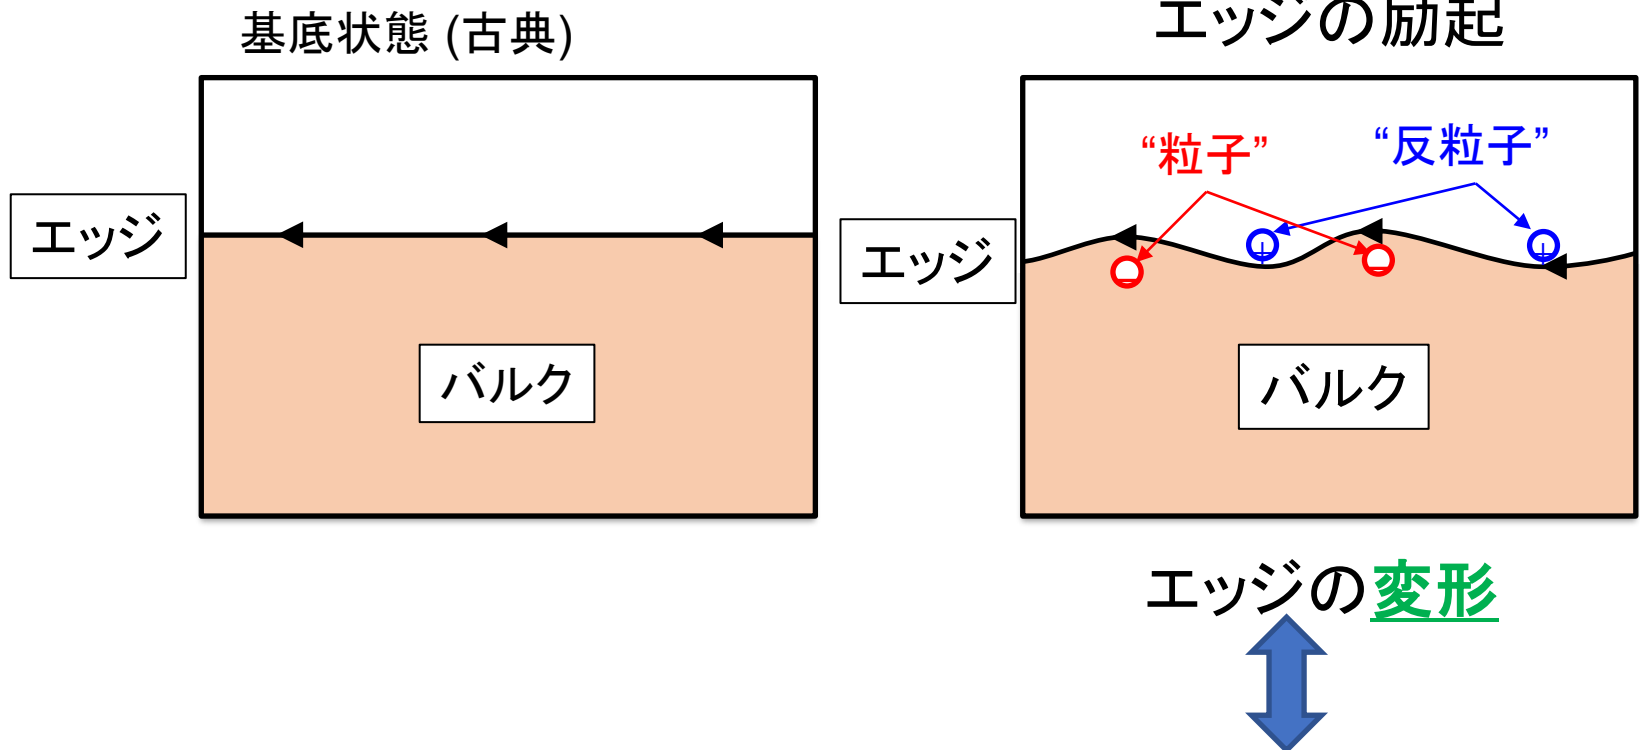 基底状態 (古典)
エッジの励起
“粒子”
“反粒子”
エッジ
エッジ
バルク
バルク
エッジの変形